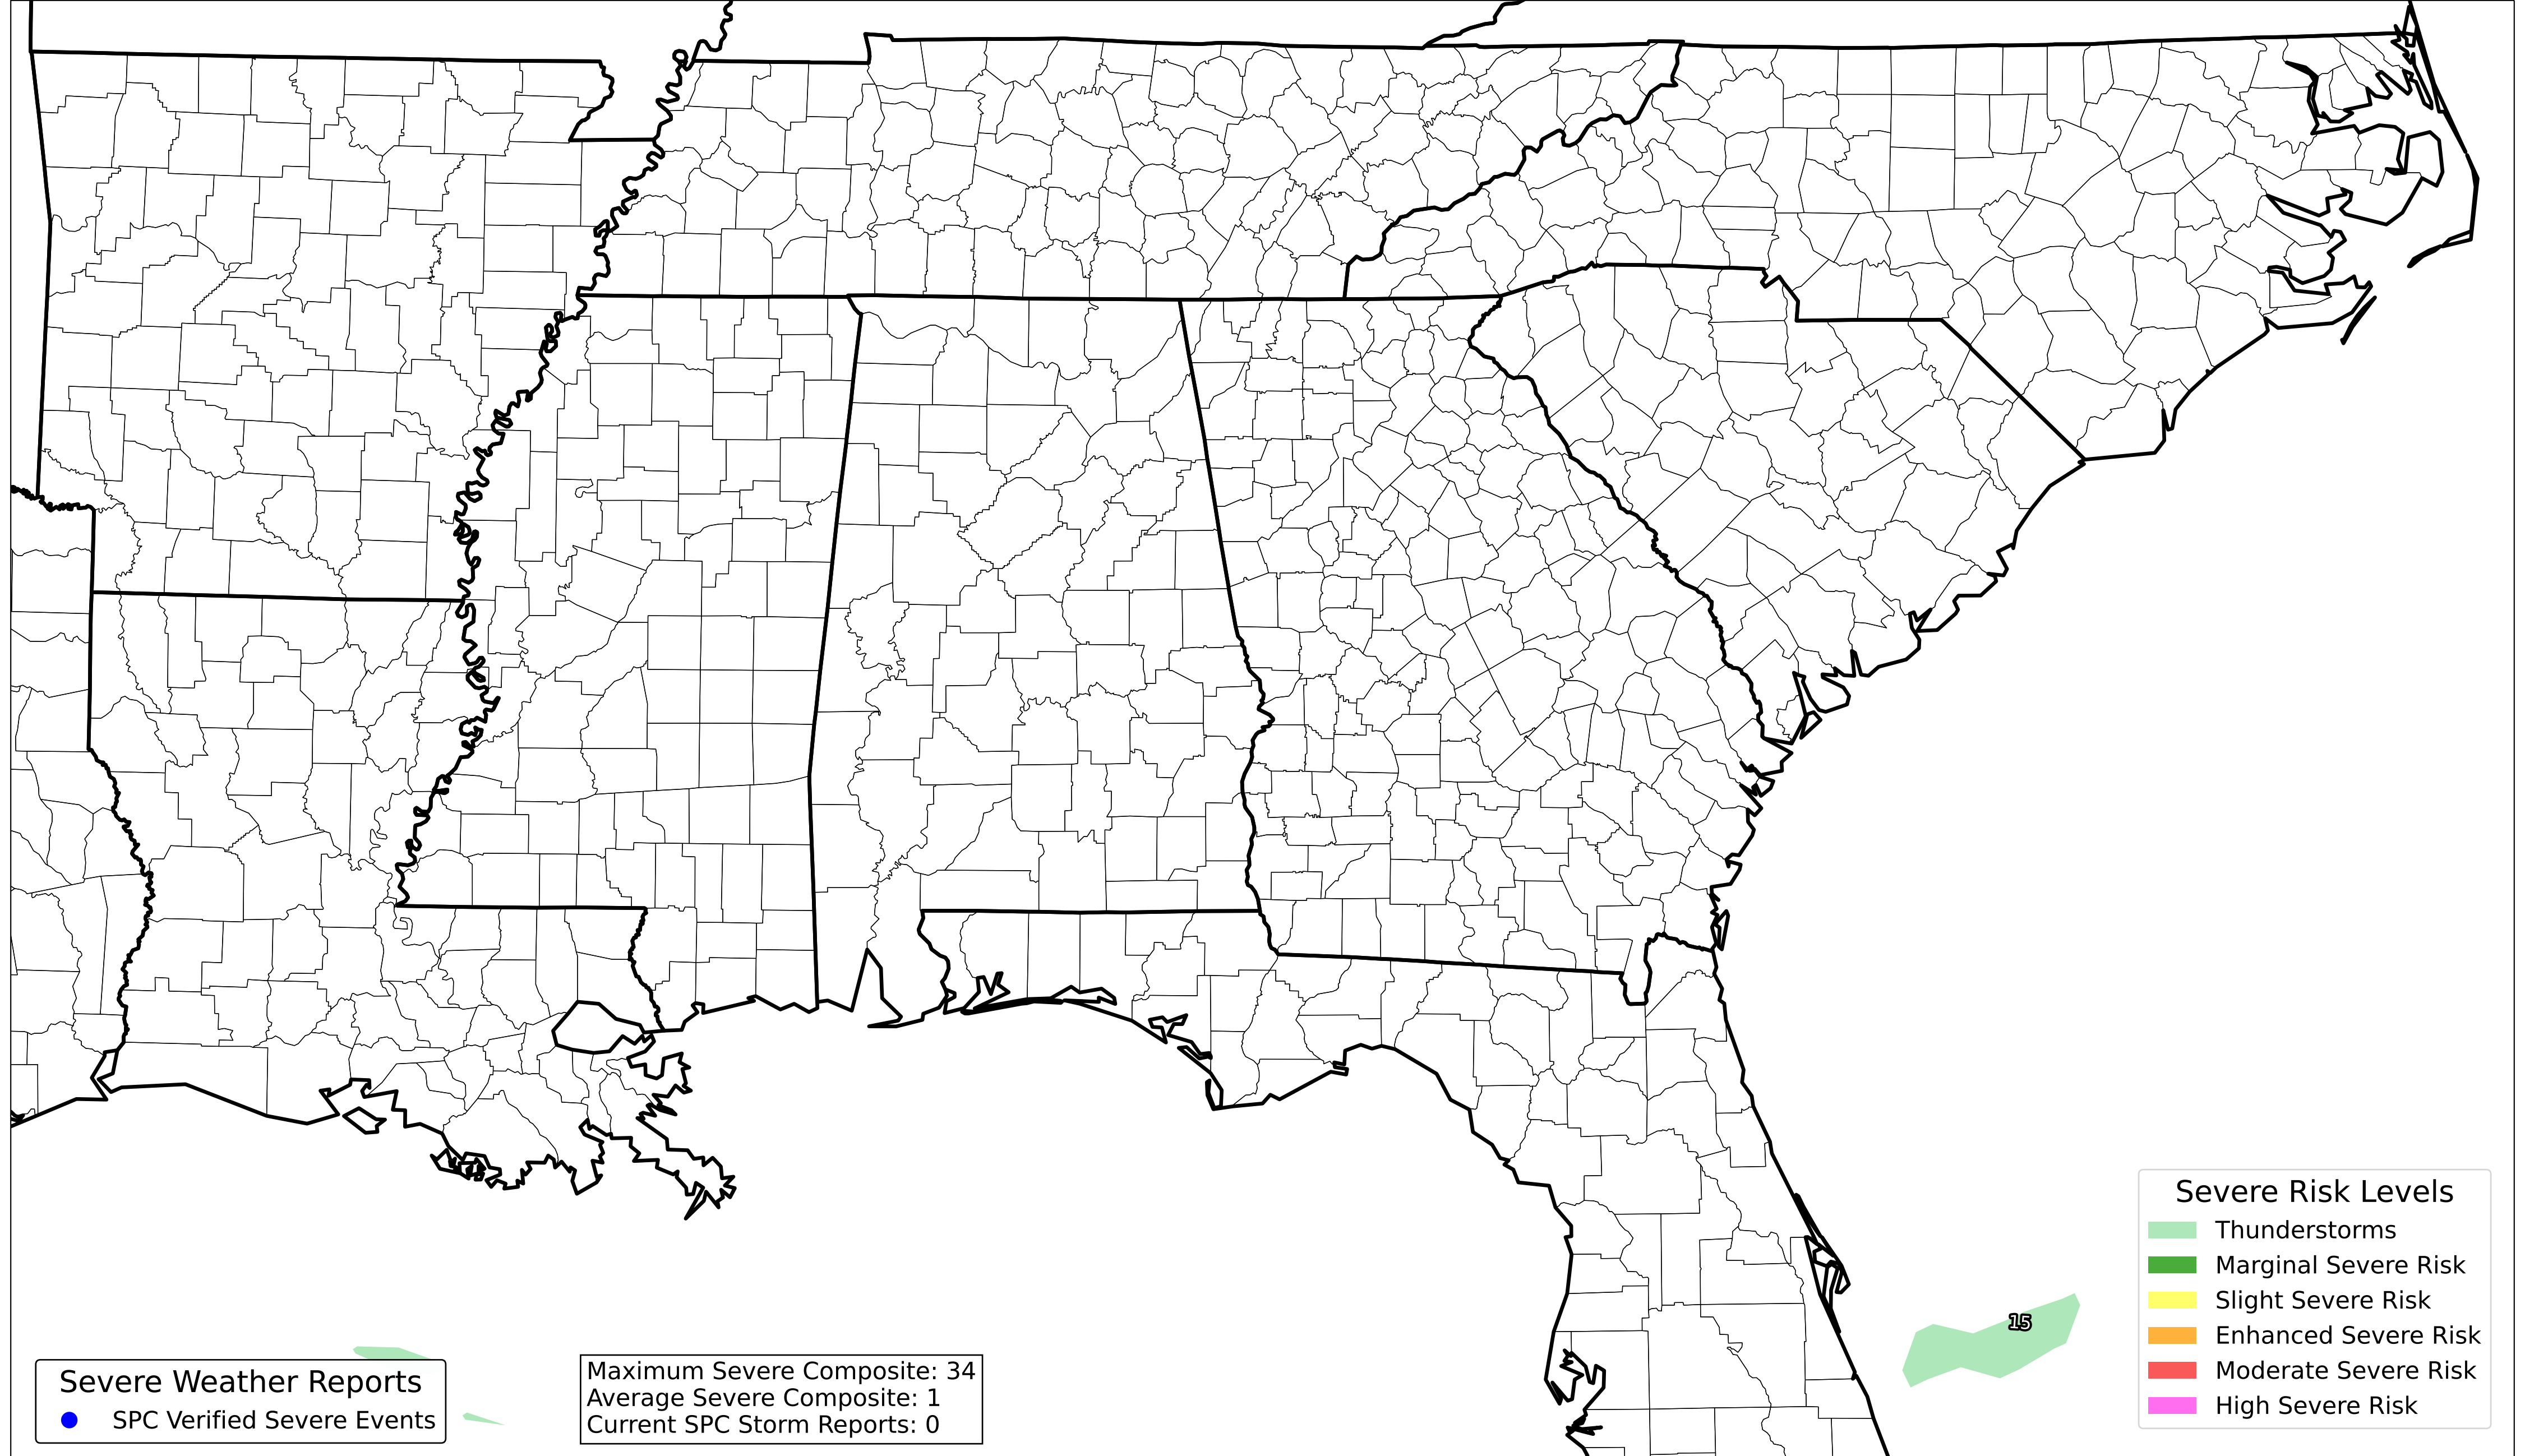 15
Severe Risk Levels
Thunderstorms
Marginal Severe Risk
Slight Severe Risk
Enhanced Severe Risk
Moderate Severe Risk
High Severe Risk
Severe Weather Reports
SPC Verified Severe Events
Maximum Severe Composite: 34
Average Severe Composite: 1
Current SPC Storm Reports: 0